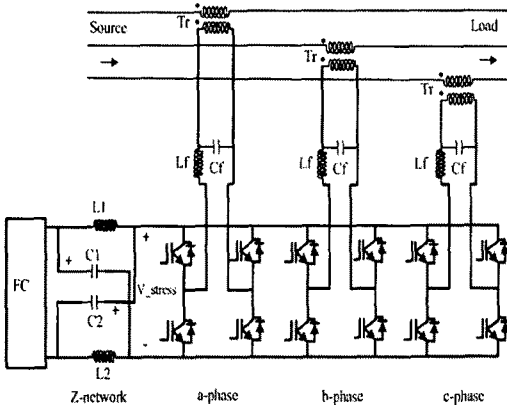 Source
Tr
Load
Tr
Tr
Lf
Cf
Lf
Cf
Lf
Cf
L1
+
+
C1
FC
V_stress
C2
+
-
L2
Z-network
a-phase
b-phase
c-phase